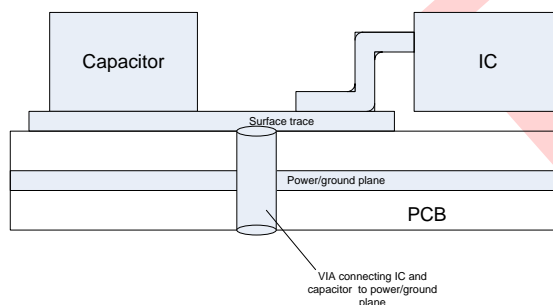 Capacitor
IC
Surface trace
Power/ground plane
PCB
VIA connecting IC and
capacitor to power/ground
plane